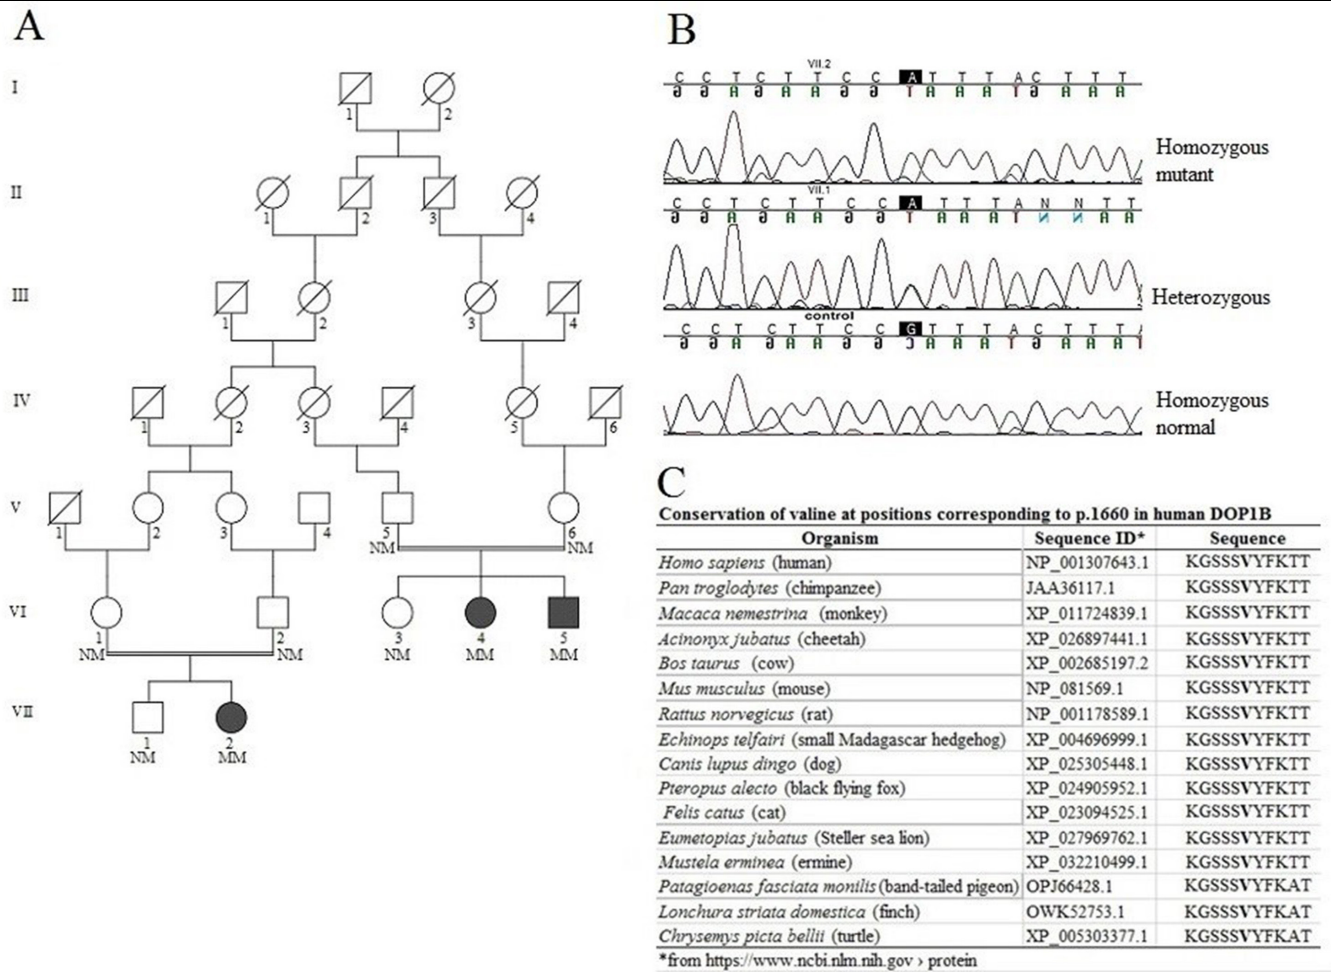 A
I
1 2
II
1 2 3 4
III
1 2 3 4
IV
1 2 3 4 5 6
V
1 2 3 4 5 6
NM NM
VI
1 2 3 4 5
NM NM NM MM MM
VII
1 2
NM MM
B
VII.2
C C T C T T C C A T T T A C T T T
G G A G A A G G T A A A T G A A A
Homozygous
mutant
VII.1
C C T C T T C C A T T T A N N T T
G G A G A A G G T A A A T N N A A
Heterozygous
control
C C T C T T C C G T T T A C T T T
G G A G A A G G C A A A T G A A A
Homozygous
normal
C
Conservation of valine at positions corresponding to p.1660 in human DOP1B
Organism Sequence ID* Sequence
Homo sapiens (human) NP_001307643.1 KGSSSVYFKTT
Pan troglodytes (chimpanzee) JAA36117.1 KGSSSVYFKTT
Macaca nemestrina (monkey) XP_011724839.1 KGSSSVYFKTT
Acinonyx jubatus (cheetah) XP_026897441.1 KGSSSVYFKTT
Bos taurus (cow) XP_002685197.2 KGSSSVYFKTT
Mus musculus (mouse) NP_081569.1 KGSSSVYFKTT
Rattus norvegicus (rat) NP_001178589.1 KGSSSVYFKTT
Echinops telfairi (small Madagascar hedgehog) XP_004696999.1 KGSSSVYFKTT
Canis lupus dingo (dog) XP_025305448.1 KGSSSVYFKTT
Pteropus alecto (black flying fox) XP_024905952.1 KGSSSVYFKTT
Felis catus (cat) XP_023094525.1 KGSSSVYFKTT
Eumetopias jubatus (Steller sea lion) XP_027969762.1 KGSSSVYFKTT
Mustela erminea (ermine) XP_032210499.1 KGSSSVYFKTT
Patagioenas fasciata monilis (band-tailed pigeon) OPJ66428.1 KGSSSVYFKAT
Lonchura striata domestica (finch) OWK52753.1 KGSSSVYFKAT
Chrysemys picta bellii (turtle) XP_005303377.1 KGSSSVYFKAT
*from https://www.ncbi.nlm.nih.gov › protein